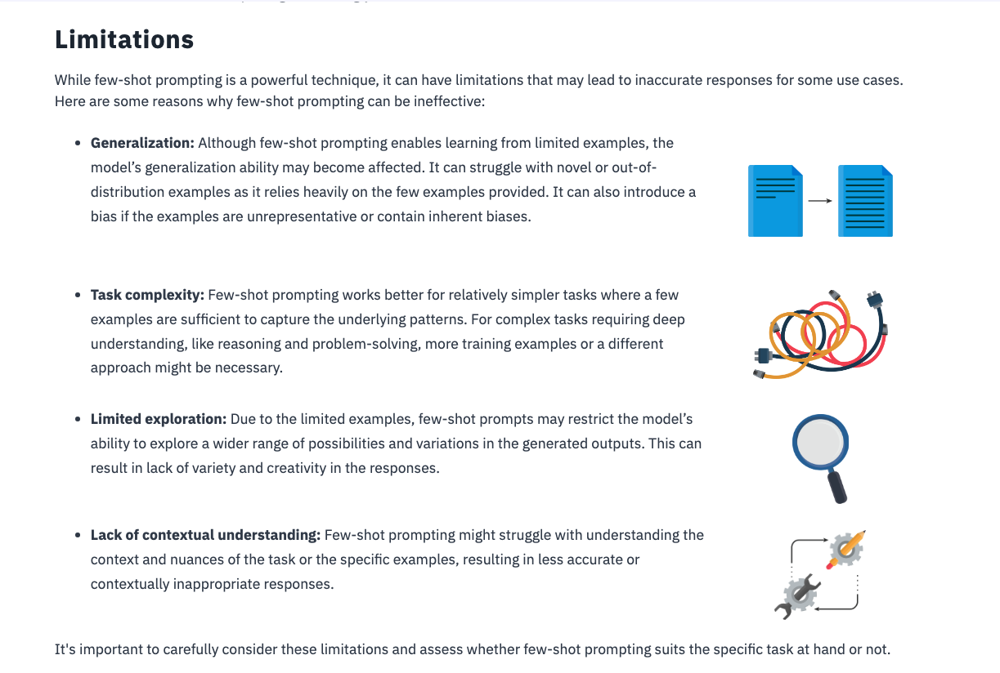 Limitations
While few-shot prompting is a powerful technique, it can have limitations that may lead to inaccurate responses for some use cases.
Here are some reasons why few-shot prompting can be ineffective:
• Generalization: Although few-shot prompting enables learning from limited examples, the
model’s generalization ability may become affected. It can struggle with novel or out-of-
distribution examples as it relies heavily on the few examples provided. It can also introduce a
bias if the examples are unrepresentative or contain inherent biases.
• Task complexity: Few-shot prompting works better for relatively simpler tasks where a few
examples are sufficient to capture the underlying patterns. For complex tasks requiring deep
understanding, like reasoning and problem-solving, more training examples or a different
approach might be necessary.
• Limited exploration: Due to the limited examples, few-shot prompts may restrict the model’s
ability to explore a wider range of possibilities and variations in the generated outputs. This can
result in lack of variety and creativity in the responses.
• Lack of contextual understanding: Few-shot prompting might struggle with understanding the
context and nuances of the task or the specific examples, resulting in less accurate or
contextually inappropriate responses.
It's important to carefully consider these limitations and assess whether few-shot prompting suits the specific task at hand or not.